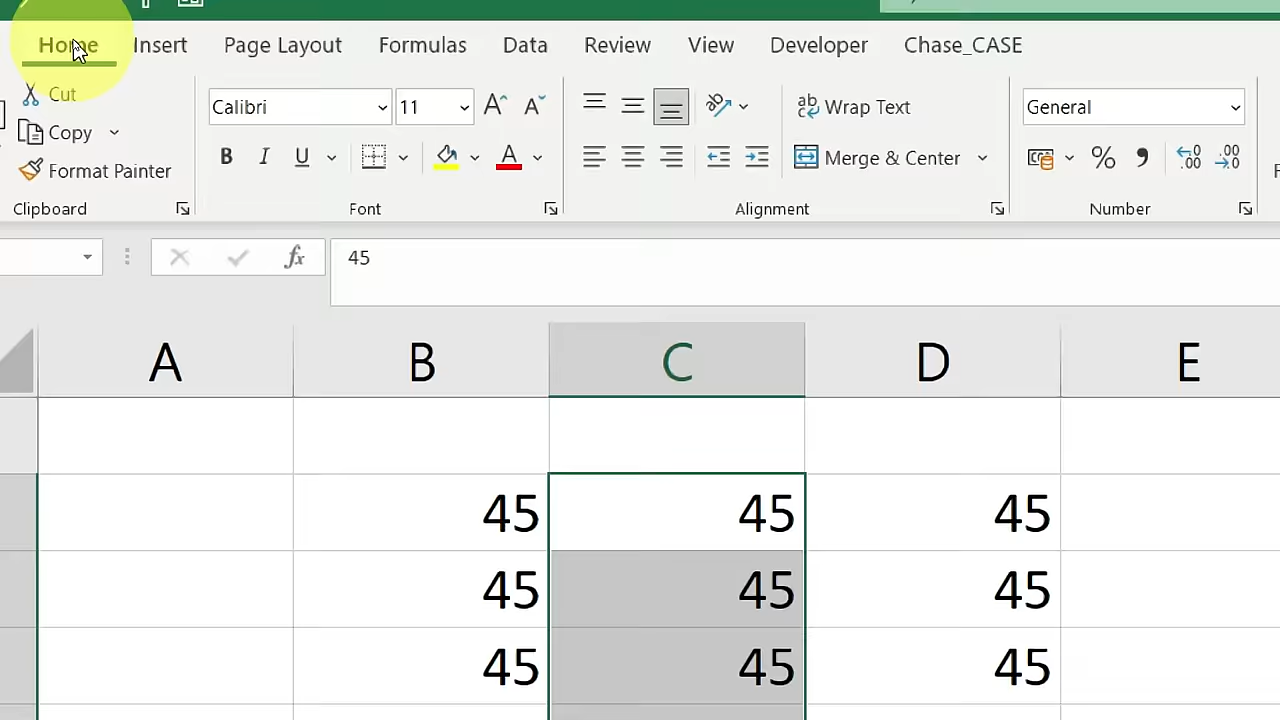 Home Insert Page Layout Formulas Data Review View Developer Chase_CASE
Cut
Copy
Format Painter
Clipboard
Calibri 11
B I U
Font
Wrap Text
Merge & Center
Alignment
General
Number
fx 45
A B C D E
45 45 45
45 45 45
45 45 45